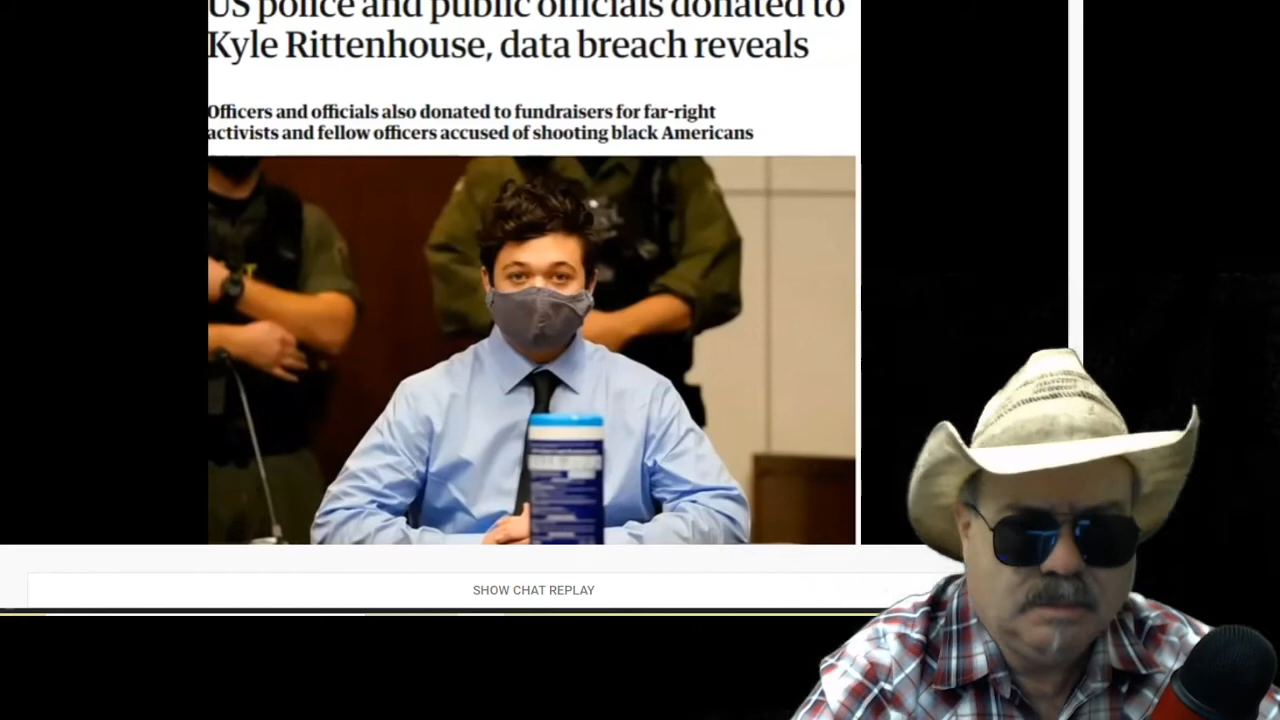 US police and public officials donated to
Kyle Rittenhouse, data breach reveals
Officers and officials also donated to fundraisers for far-right
activists and fellow officers accused of shooting black Americans
SHOW CHAT REPLAY